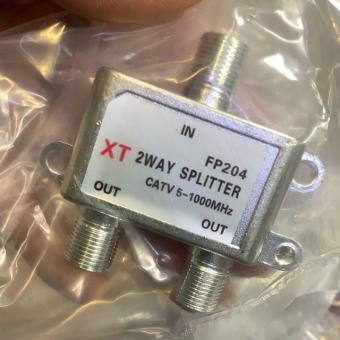 IN
FP204
XT 2WAY SPLITTER
OUT CATV 5-1000MHz
OUT